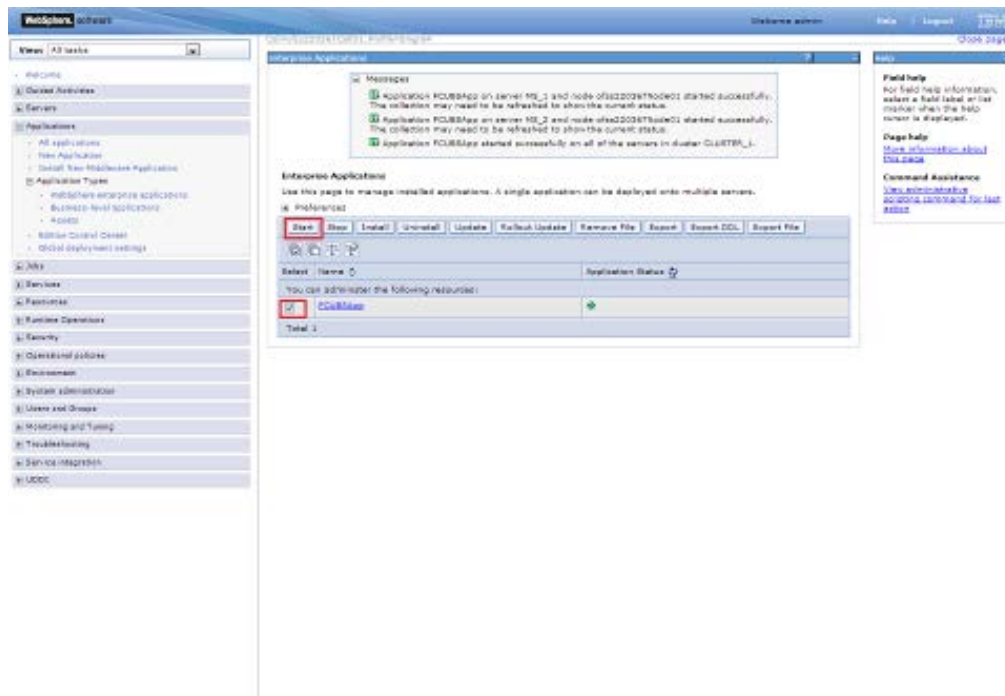 WebSphere. software
Welcome admin
Help
Logout
IBM
View: All tasks
Close page
Welcome
Guided Activities
Servers
Applications
All applications
New Application
Install New Middleware Application
Application Types
WebSphere enterprise applications
Business-level applications
Assets
Edition Control Center
Global deployment settings
Jobs
Services
Resources
Runtime Operations
Security
Operational policies
Environment
System administration
Users and Groups
Monitoring and Tuning
Troubleshooting
Service integration
UDDI
Enterprise Applications
? -
Messages
Application FCUBSApp on server MS_1 and node started successfully.
The collection may need to be refreshed to show the current status.
Application FCUBSApp on server MS_2 and node started successfully.
The collection may need to be refreshed to show the current status.
Application FCUBSApp started successfully on all of the servers in cluster CLUSTER_1.
Enterprise Applications
Use this page to manage installed applications. A single application can be deployed onto multiple servers.
Preferences
Start Stop Install Uninstall Update Rollout Update Remove File Export Export DDL Export File
Select Name Application Status
You can administer the following resources:
FCUBSApp
Total 1
Help
Field help
For field help information,
select a field label or list
marker when the help
cursor is displayed.
Page help
More information about
this page
Command Assistance
View administrative
scripting command for last
action